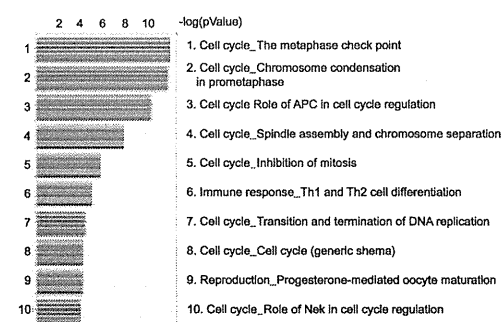 2 4 6 8 10 -log(pValue)
1 1. Cell cycle_The metaphase check point
2 2. Cell cycle_Chromosome condensation
in prometaphase
3 3. Cell cycle Role of APC in cell cycle regulation
4 4. Cell cycle_Spindle assembly and chromosome separation
5 5. Cell cycle_Inhibition of mitosis
6 6. Immune response_Th1 and Th2 cell differentiation
7 7. Cell cycle_Transition and termination of DNA replication
8 8. Cell cycle_Cell cycle (generic shema)
9 9. Reproduction_Progesterone-mediated oocyte maturation
10 10. Cell cycle_Role of Nek in cell cycle regulation